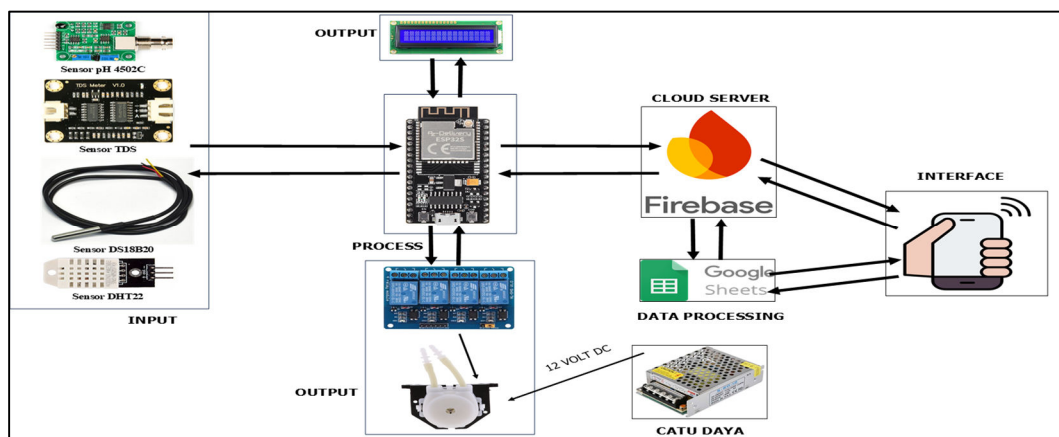 Sensor pH 4502C
TDS Meter V1.0
Sensor TDS
Sensor DS18B20
Sensor DHT22
INPUT
OUTPUT
PROCESS
OUTPUT
12 VOLT DC
CLOUD SERVER
Firebase
Google
Sheets
DATA PROCESSING
CATU DAYA
INTERFACE